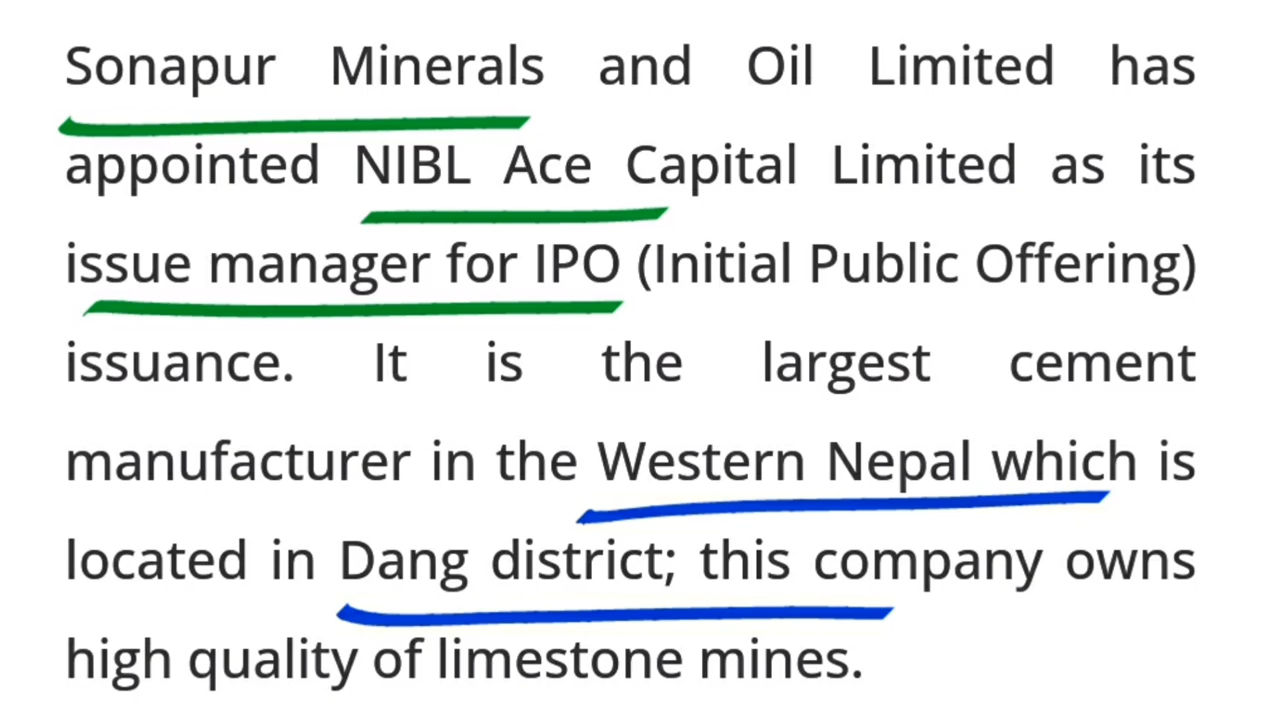 Sonapur Minerals and Oil Limited has
appointed NIBL Ace Capital Limited as its
issue manager for IPO (Initial Public Offering)
issuance. It is the largest cement
manufacturer in the Western Nepal which is
located in Dang district; this company owns
high quality of limestone mines.